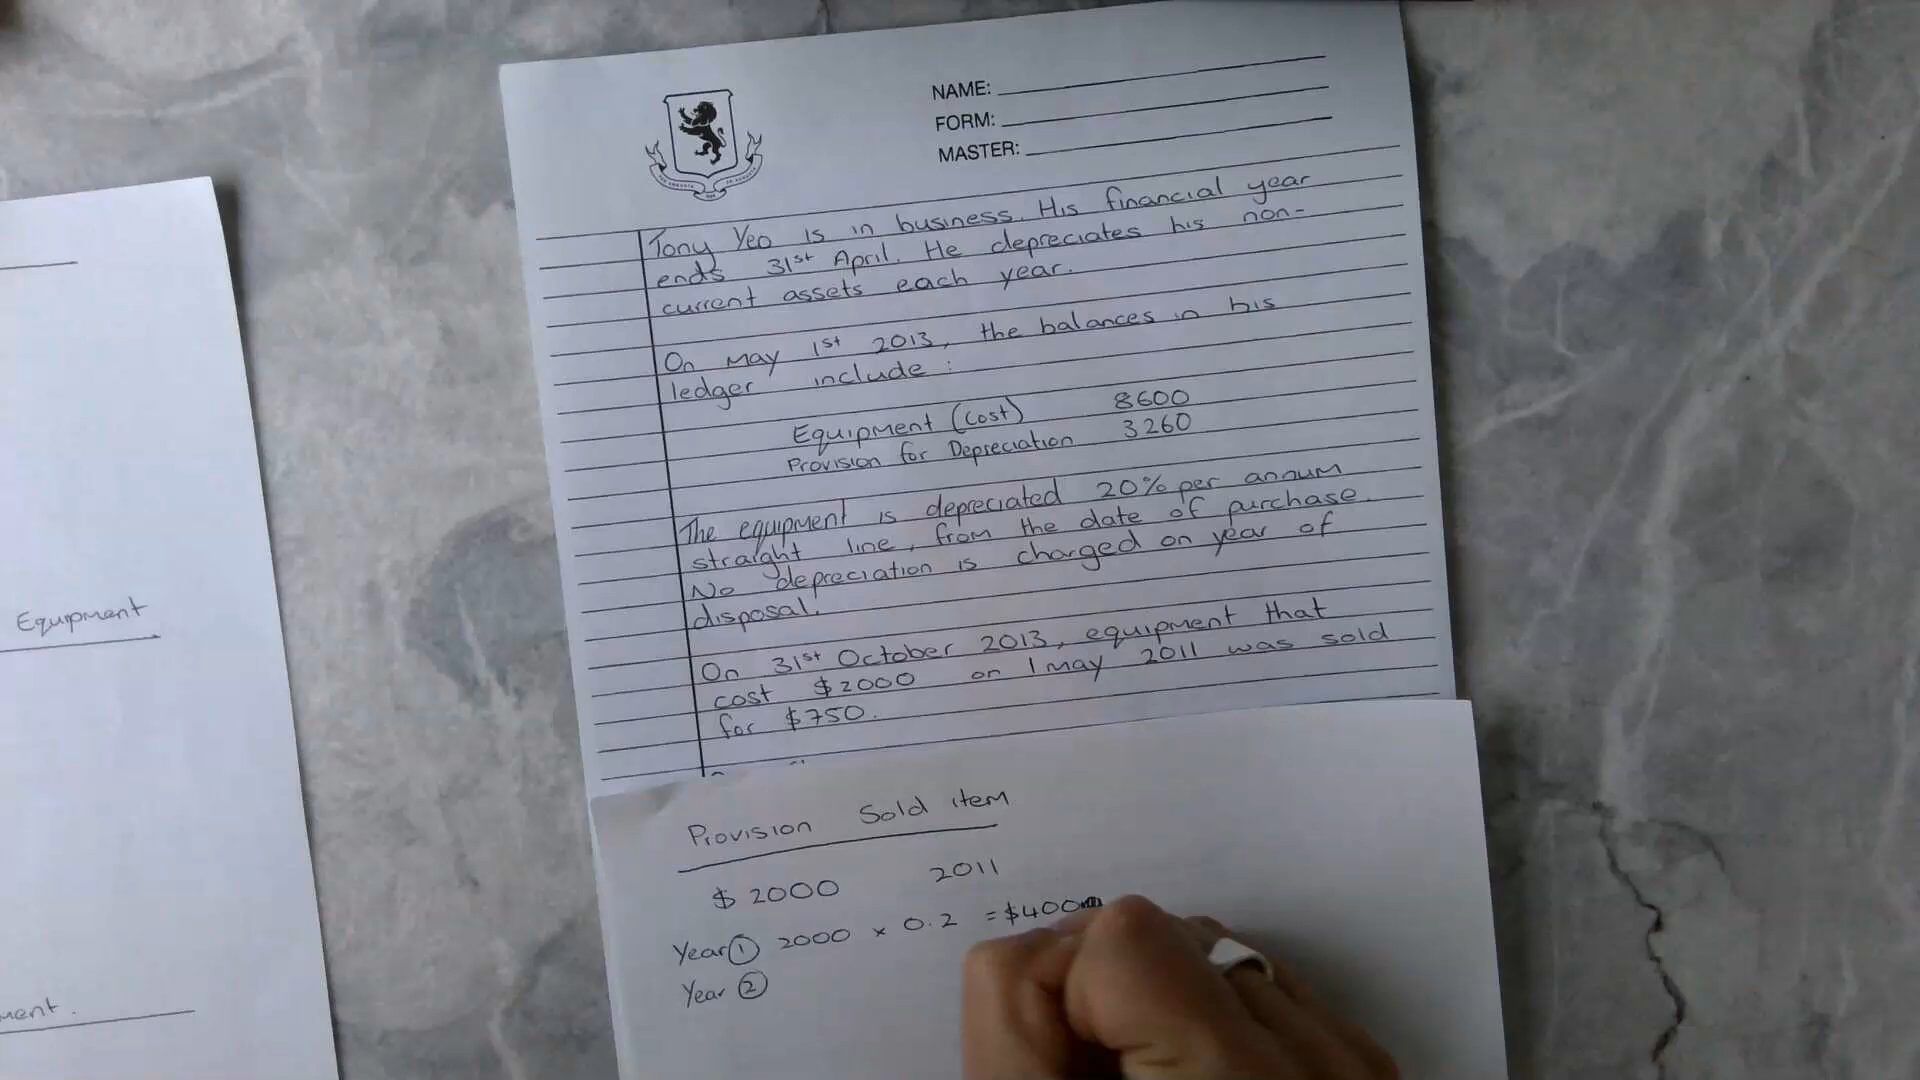 NAME:
FORM:
MASTER:
Tony Yeo is in business. His financial year
ends 31st April. He depreciates his non-
current assets each year.
On May 1st 2013, the balances in his
ledger include :
Equipment (cost) 8600
Provision for Depreciation 3260
The equipment is depreciated 20% per annum
straight line, from the date of purchase.
No depreciation is charged on year of
disposal.
On 31st October 2013, equipment that
cost $2000 on 1 may 2011 was sold
for $750.
Equipment
ment.
Provision Sold item
$ 2000 2011
Year ① 2000 × 0.2 = $400
Year ②